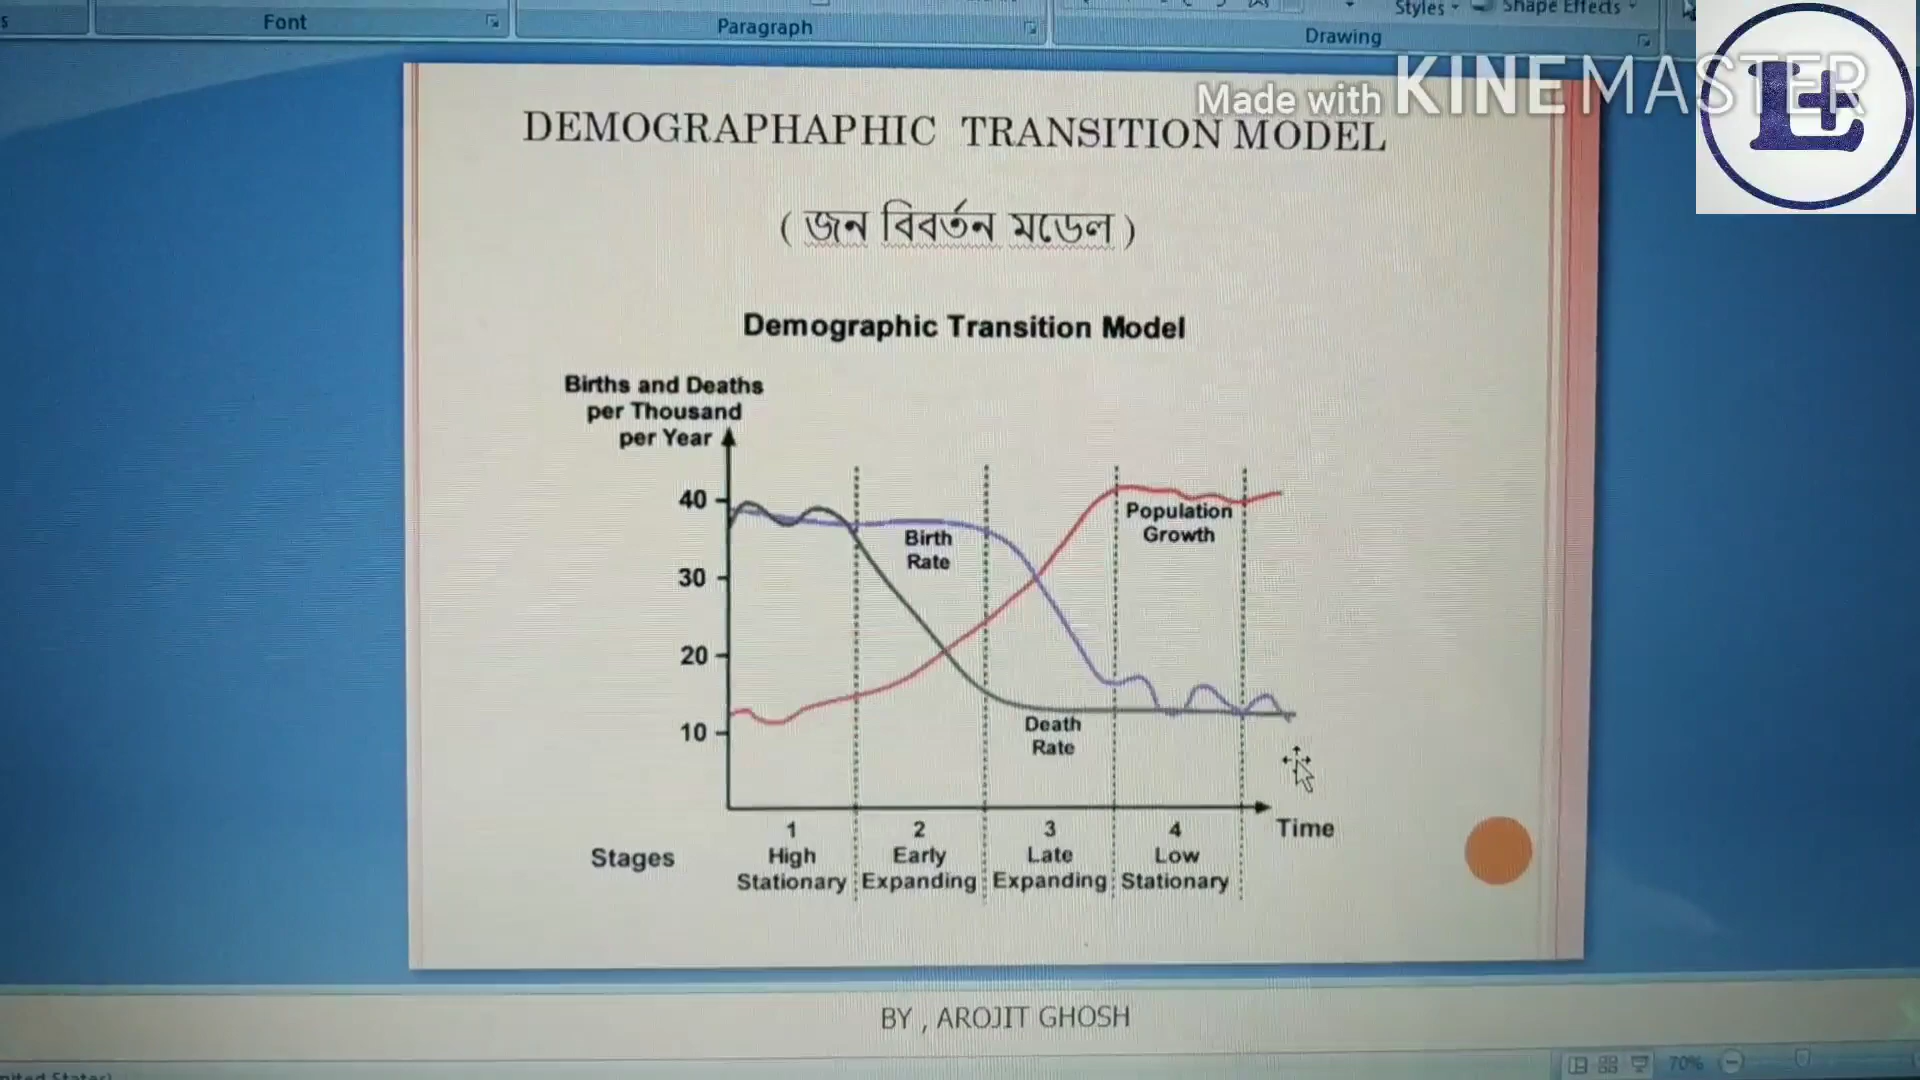 Font
Paragraph
Styles
Shape Effects
Drawing
Made with KINEMASTER
L+
DEMOGRAPHAPHIC TRANSITION MODEL
( জন বিবর্তন মডেল )
Demographic Transition Model
Births and Deaths
per Thousand
per Year
40
30
20
10
Birth
Rate
Population
Growth
Death
Rate
Time
Stages
1
High
Stationary
2
Early
Expanding
3
Late
Expanding
4
Low
Stationary
BY , AROJIT GHOSH
70%